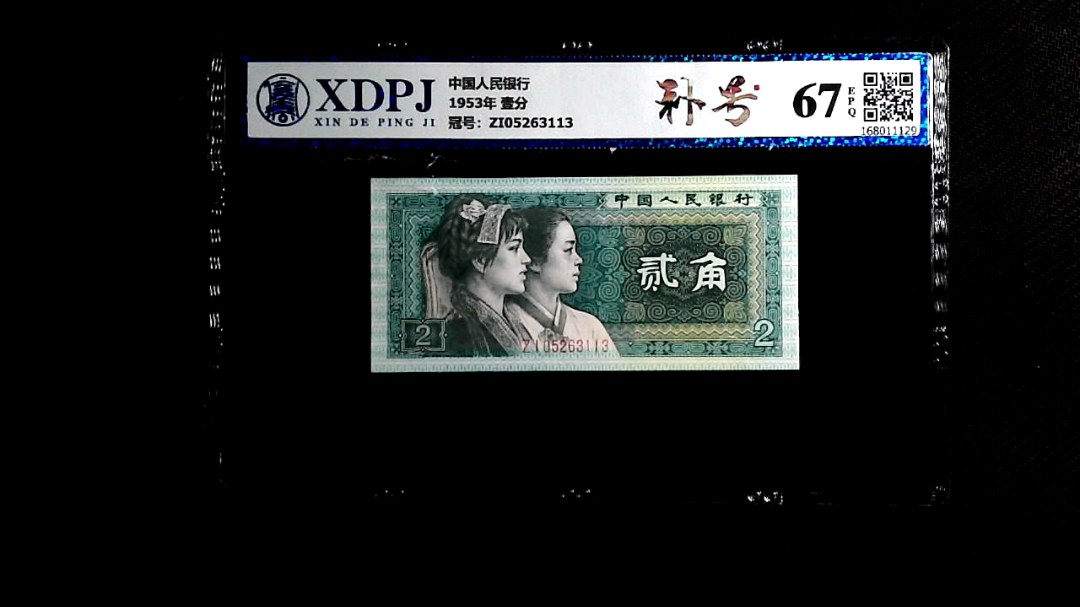 XDPJ
XIN DE PING JI
中国人民银行
1953年 壹分
冠号：ZI05263113
补号
67
EPQ
168011129
中国人民银行
贰角
2
2
ZI05263113